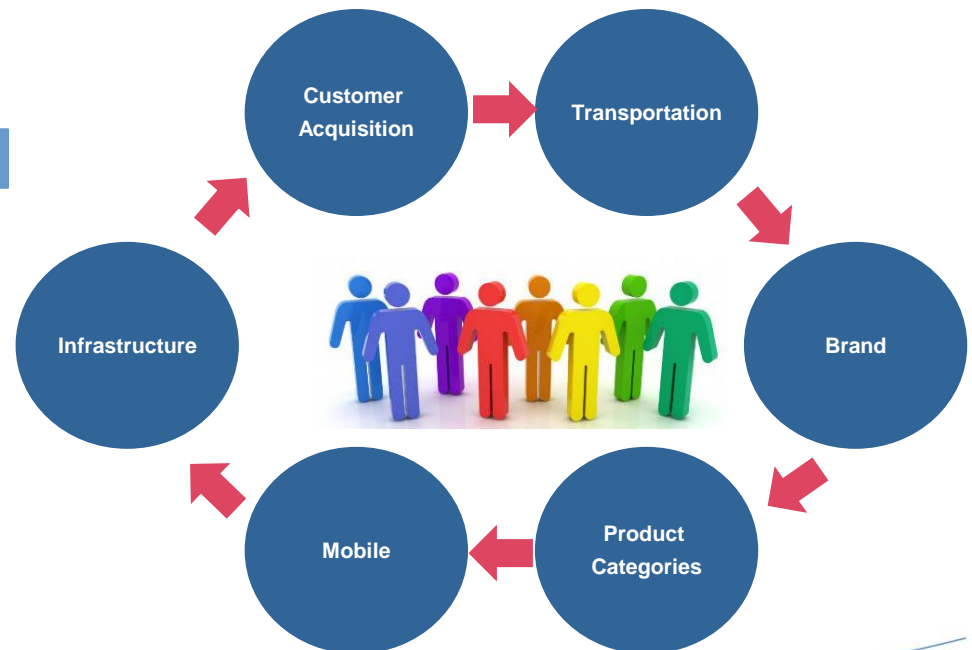 Customer
Acquisition
Transportation
Infrastructure
Brand
Mobile
Product
Categories